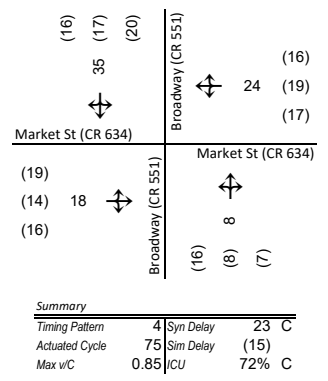 (16) (17) (20)
35
Broadway (CR 551)
(16)
24 (19)
(17)
Market St (CR 634)
Market St (CR 634)
(19)
(14) 18
(16)
Broadway (CR 551)
8
(16) (8) (7)
Summary
Timing Pattern 4 Syn Delay 23 C
Actuated Cycle 75 Sim Delay (15)
Max v/C 0.85 ICU 72% C